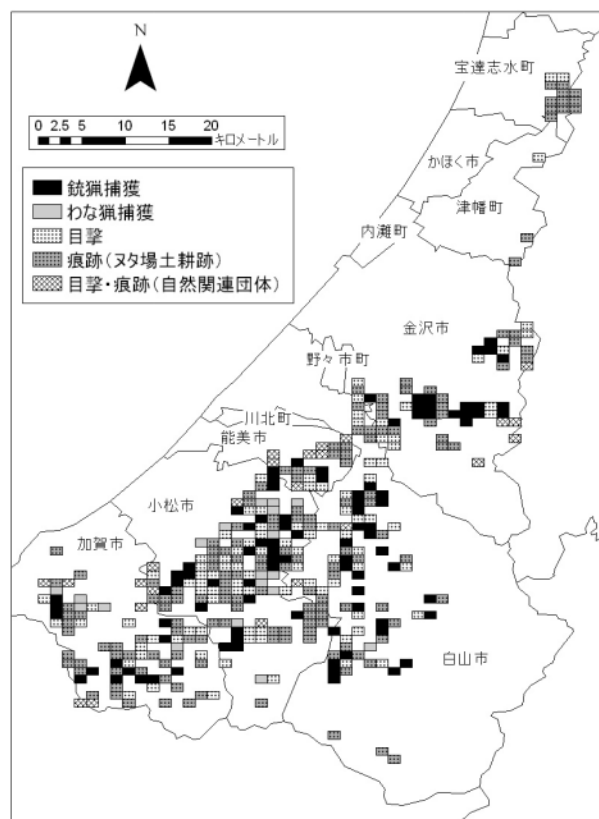 宝達志水町
N
0 2.5 5 10 15 20
キロメートル
かほく市
銃猟捕獲
わな猟捕獲
目撃
痕跡(ヌタ場土耕跡)
目撃・痕跡(自然関連団体)
津幡町
内灘町
金沢市
野々市町
川北町
能美市
小松市
加賀市
白山市